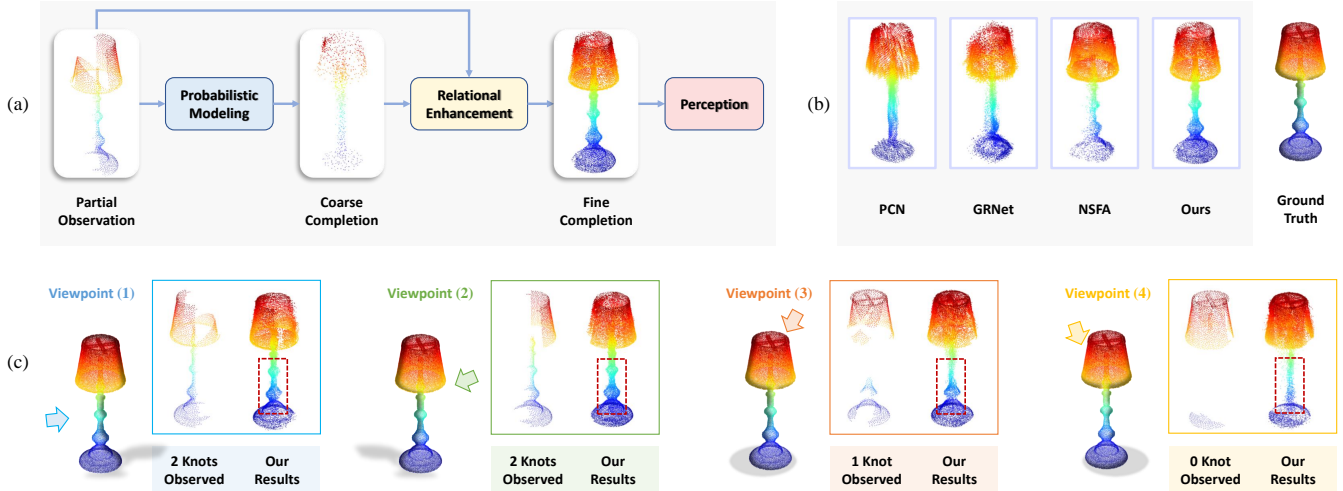 (a)
Probabilistic
Modeling
Relational
Enhancement
Perception
Partial
Observation
Coarse
Completion
Fine
Completion
(b)
PCN
GRNet
NSFA
Ours
Ground
Truth
(c)
Viewpoint (1)
2 Knots
Observed
Our
Results
Viewpoint (2)
2 Knots
Observed
Our
Results
Viewpoint (3)
1 Knot
Observed
Our
Results
Viewpoint (4)
0 Knot
Observed
Our
Results